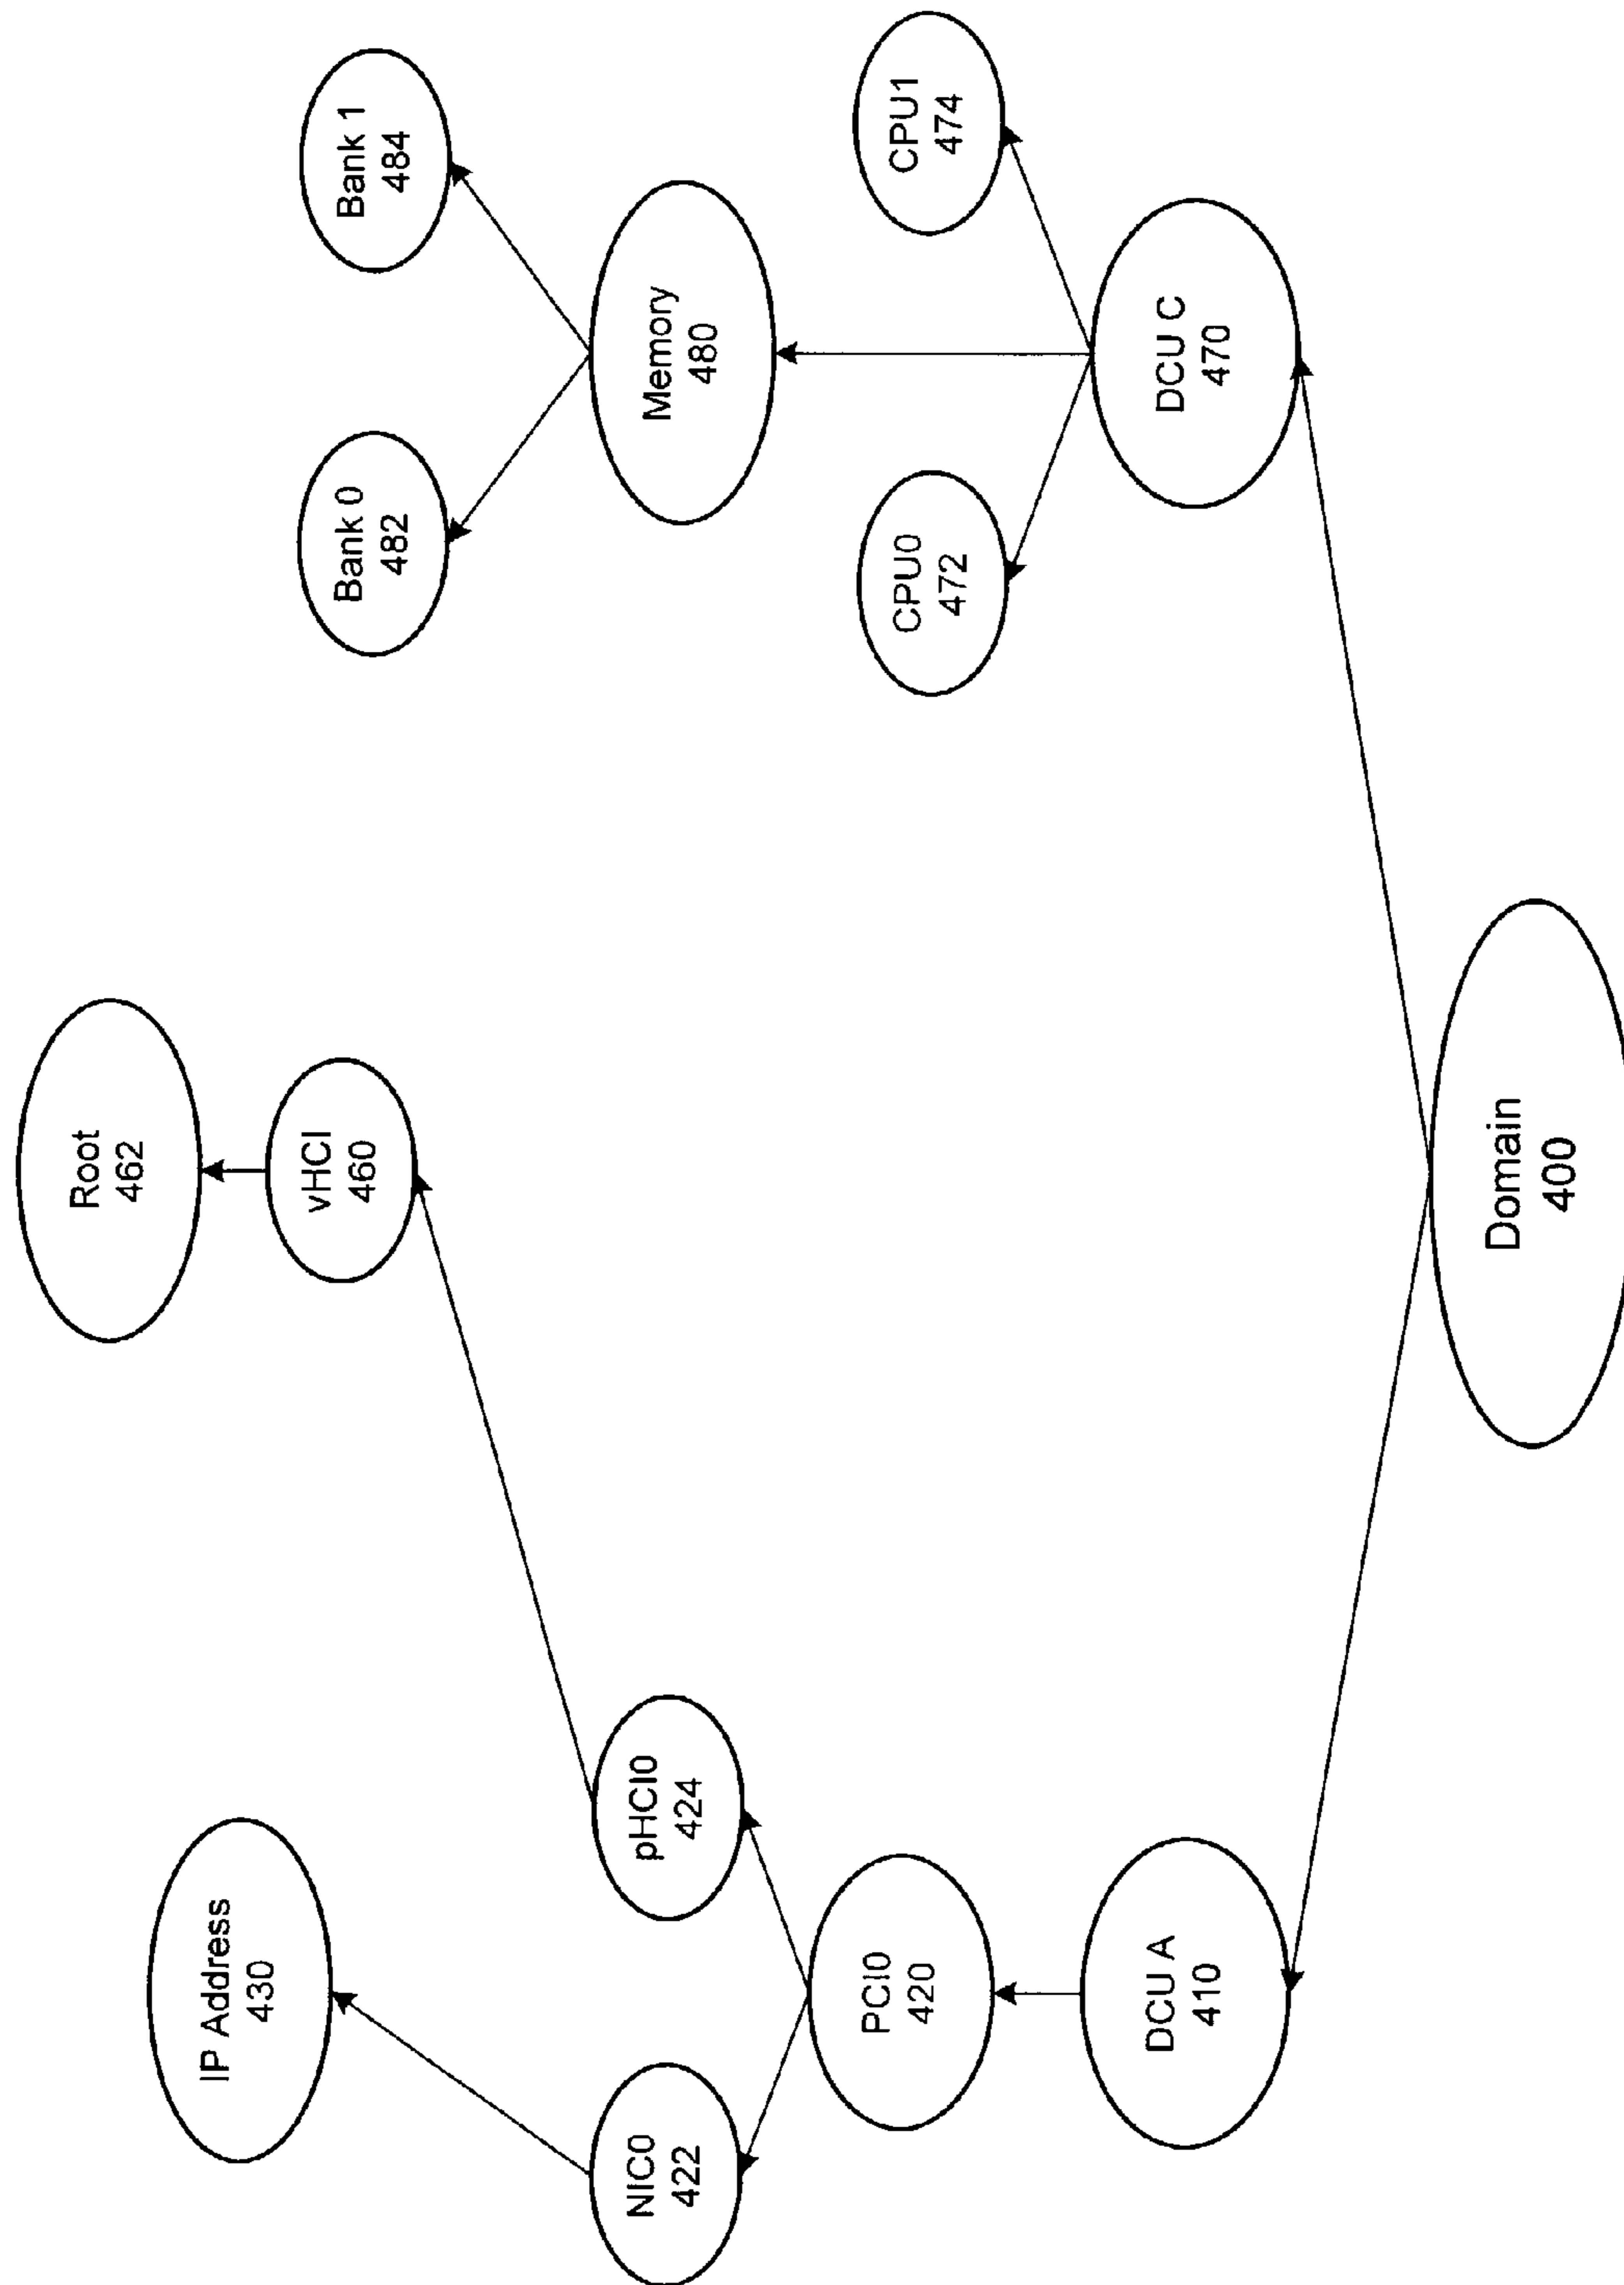 Root
462
IP Address
430
vHCI
460
Bank 0
482
Bank 1
484
NIC0
422
pHCI0
424
Memory
480
PCI0
420
CPU0
472
CPU1
474
DCU A
410
DCU C
470
Domain
400